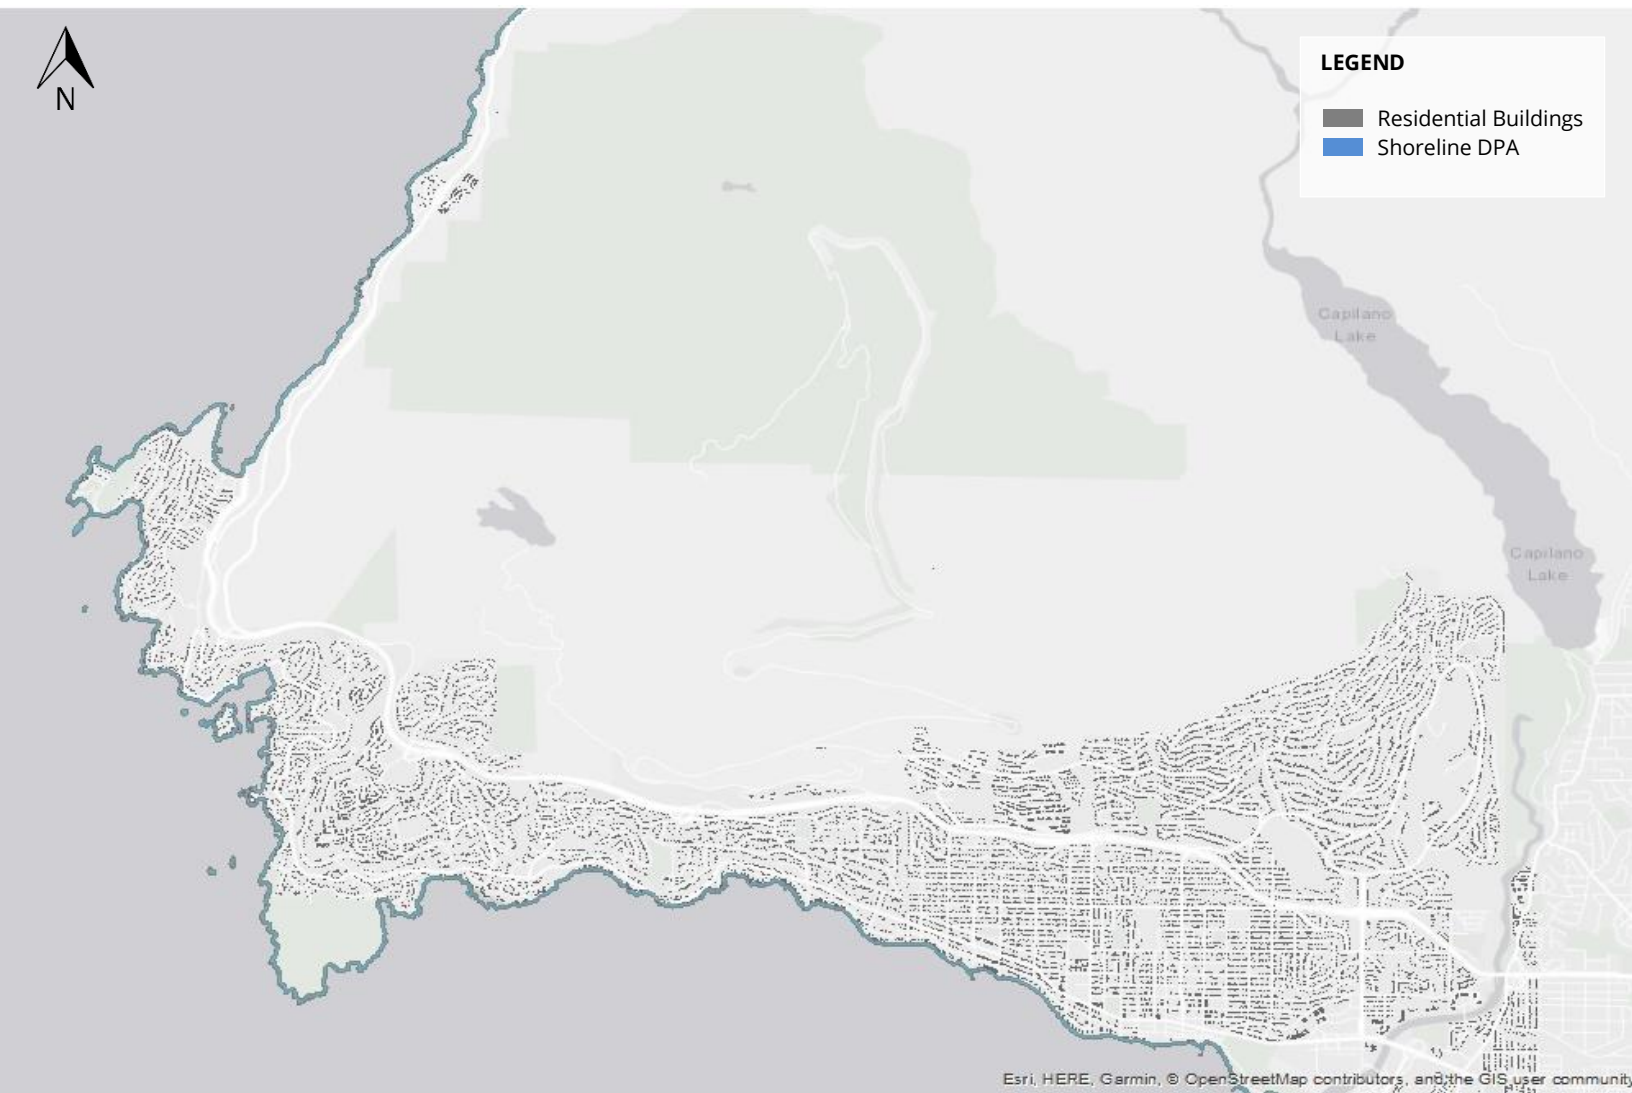 N
LEGEND
Residential Buildings
Shoreline DPA
Capilano
Lake
Capilano
Lake
Esri, HERE, Garmin, © OpenStreetMap contributors, and the GIS user community